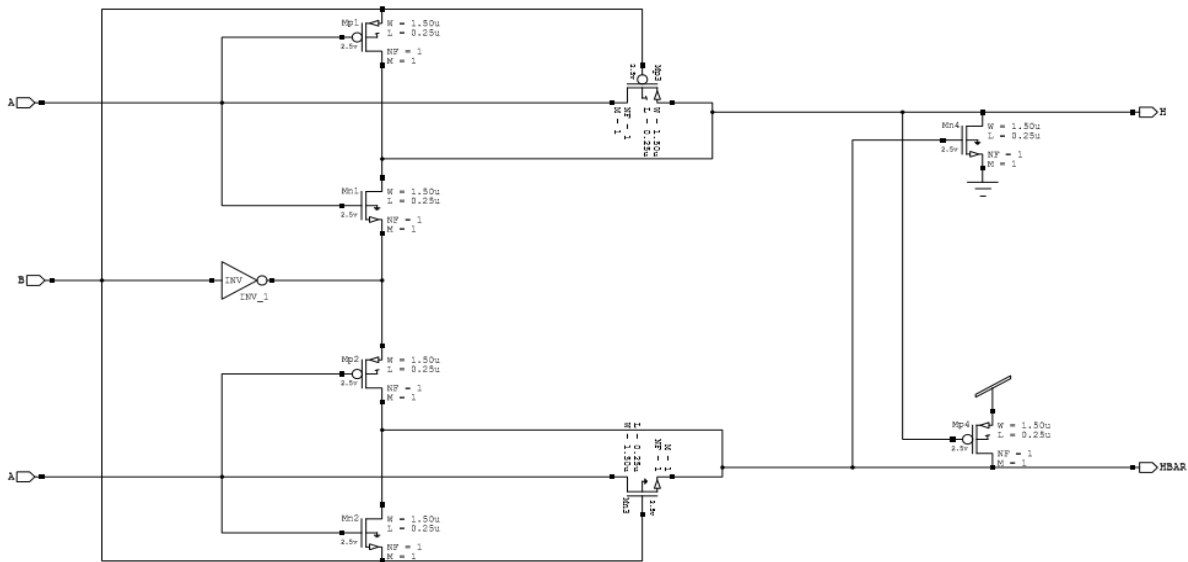 Mp1
W = 1.50u
L = 0.25u
2.5v
NF = 1
M = 1
A
2.5v
Mp3
W = 1.50u
L = 0.25u
NF = 1
M = 1
H
Mn4
W = 1.50u
L = 0.25u
2.5v
NF = 1
M = 1
Mn1
W = 1.50u
L = 0.25u
2.5v
NF = 1
M = 1
B
INV
INV_1
Mp2
W = 1.50u
L = 0.25u
2.5v
NF = 1
M = 1
Mp4
W = 1.50u
L = 0.25u
2.5v
NF = 1
M = 1
W = 1.50u
L = 0.25u
NF = 1
M = 1
Mn3
2.5v
A
HBAR
Mn2
W = 1.50u
L = 0.25u
2.5v
NF = 1
M = 1